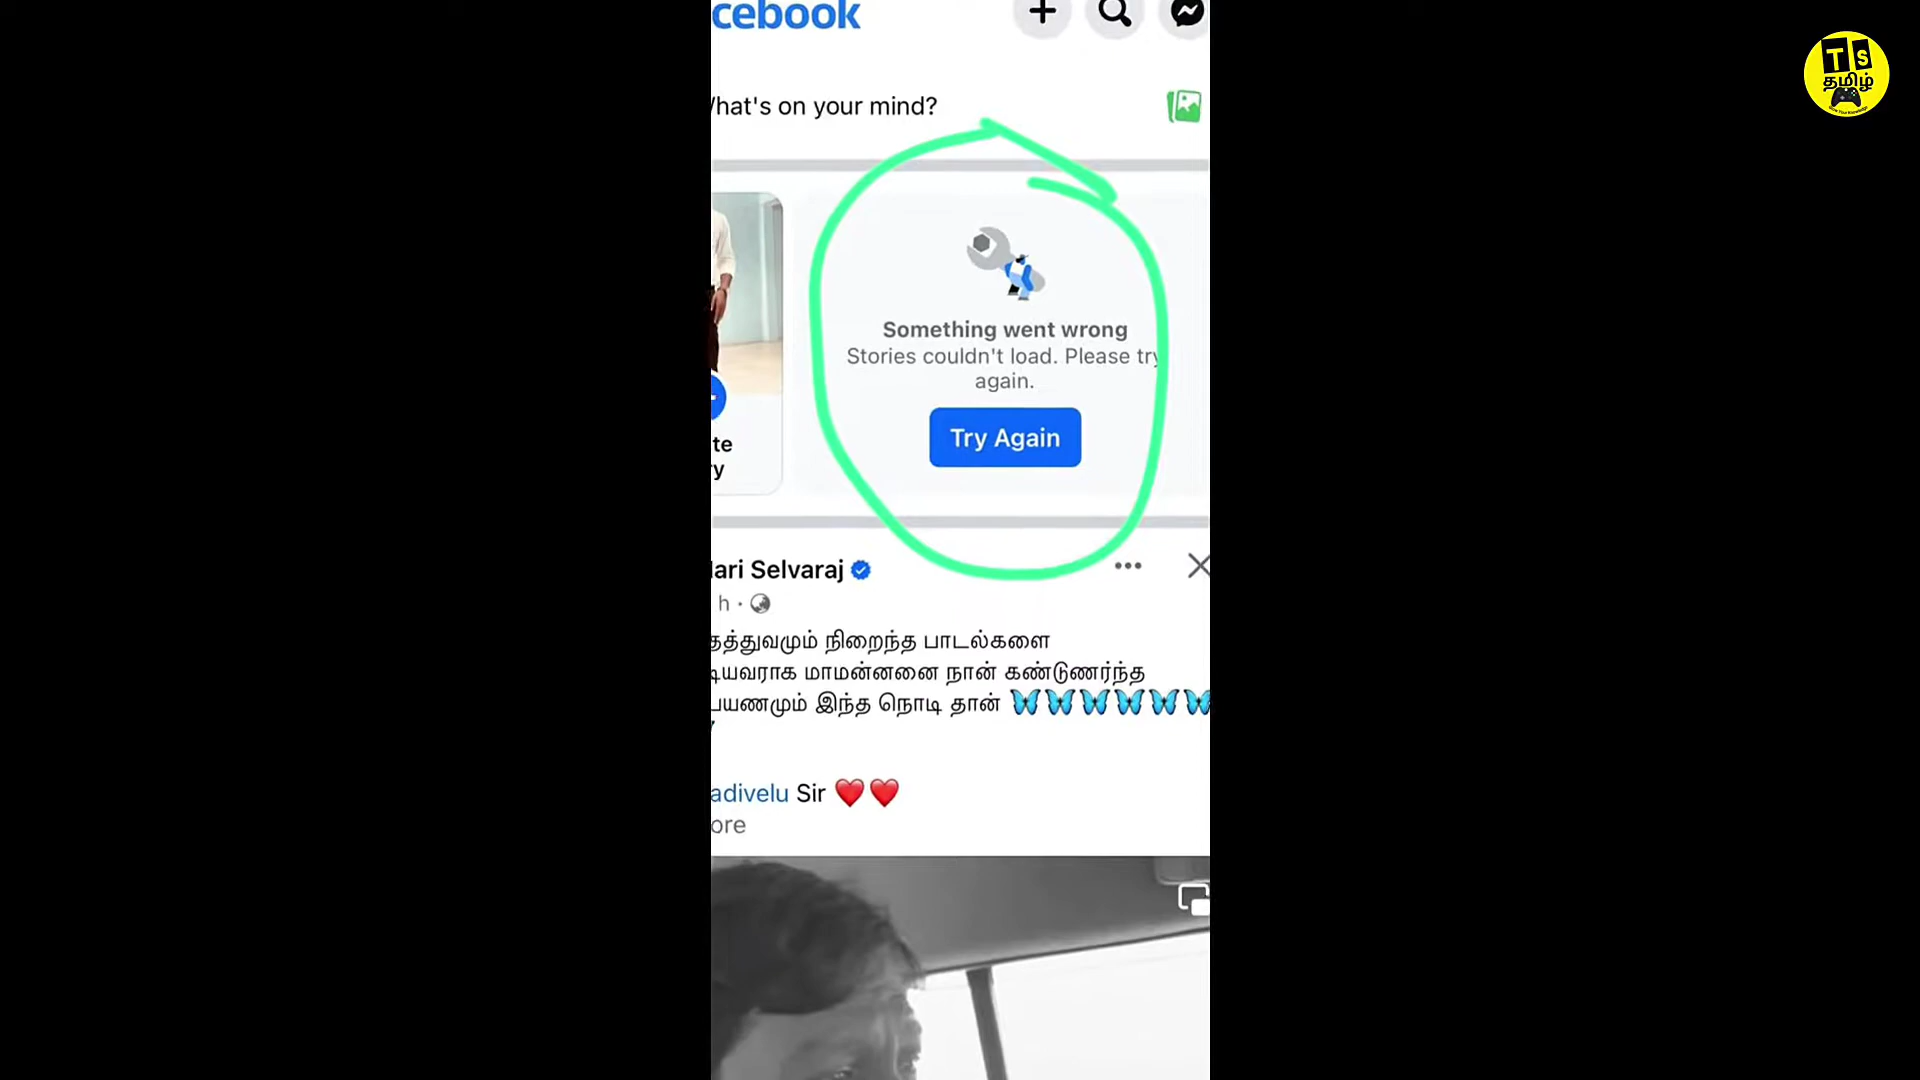 cebook
T S
தமிழ்
hat's on your mind?
Something went wrong
Stories couldn't load. Please try
again.
Try Again
te
ry
ari Selvaraj
h ·
தத்துவமும் நிறைந்த பாடல்களை
டியவராக மாமன்னனை நான் கண்டுணர்ந்த
பயணமும் இந்த நொடி தான் 🦋🦋🦋🦋🦋🦋
adivelu Sir ❤️❤️
ore